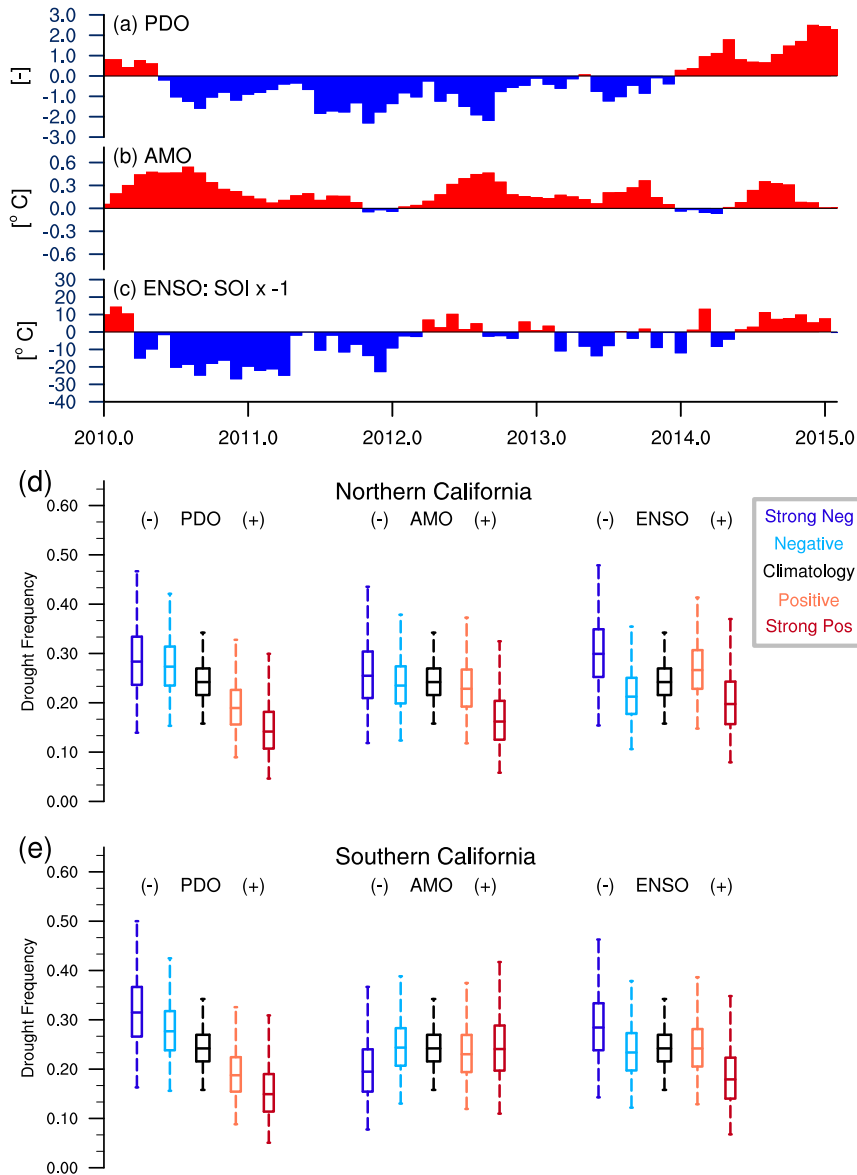 (a) PDO
[-]
3.0
2.0
1.0
0.0
-1.0
-2.0
-3.0
(b) AMO
[° C]
0.6
0.3
0.0
-0.3
-0.6
(c) ENSO: SOI x -1
[° C]
30
20
10
0
-10
-20
-30
-40
2010.0 2011.0 2012.0 2013.0 2014.0 2015.0
(d)
Northern California
(-) PDO (+) (-) AMO (+) (-) ENSO (+)
Drought Frequency
0.60
0.50
0.40
0.30
0.20
0.10
0.00
Strong Neg
Negative
Climatology
Positive
Strong Pos
(e)
Southern California
(-) PDO (+) (-) AMO (+) (-) ENSO (+)
Drought Frequency
0.60
0.50
0.40
0.30
0.20
0.10
0.00